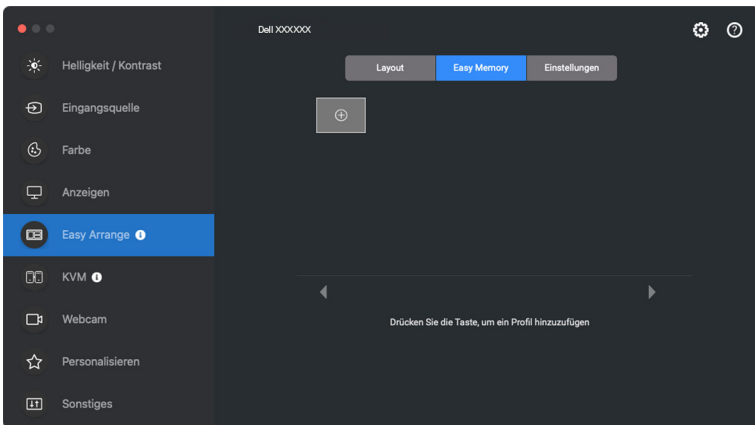 Dell XXXXXX
Helligkeit / Kontrast
Eingangsquelle
Farbe
Anzeigen
Easy Arrange
KVM
Webcam
Personalisieren
Sonstiges
Layout
Easy Memory
Einstellungen
Drücken Sie die Taste, um ein Profil hinzuzufügen